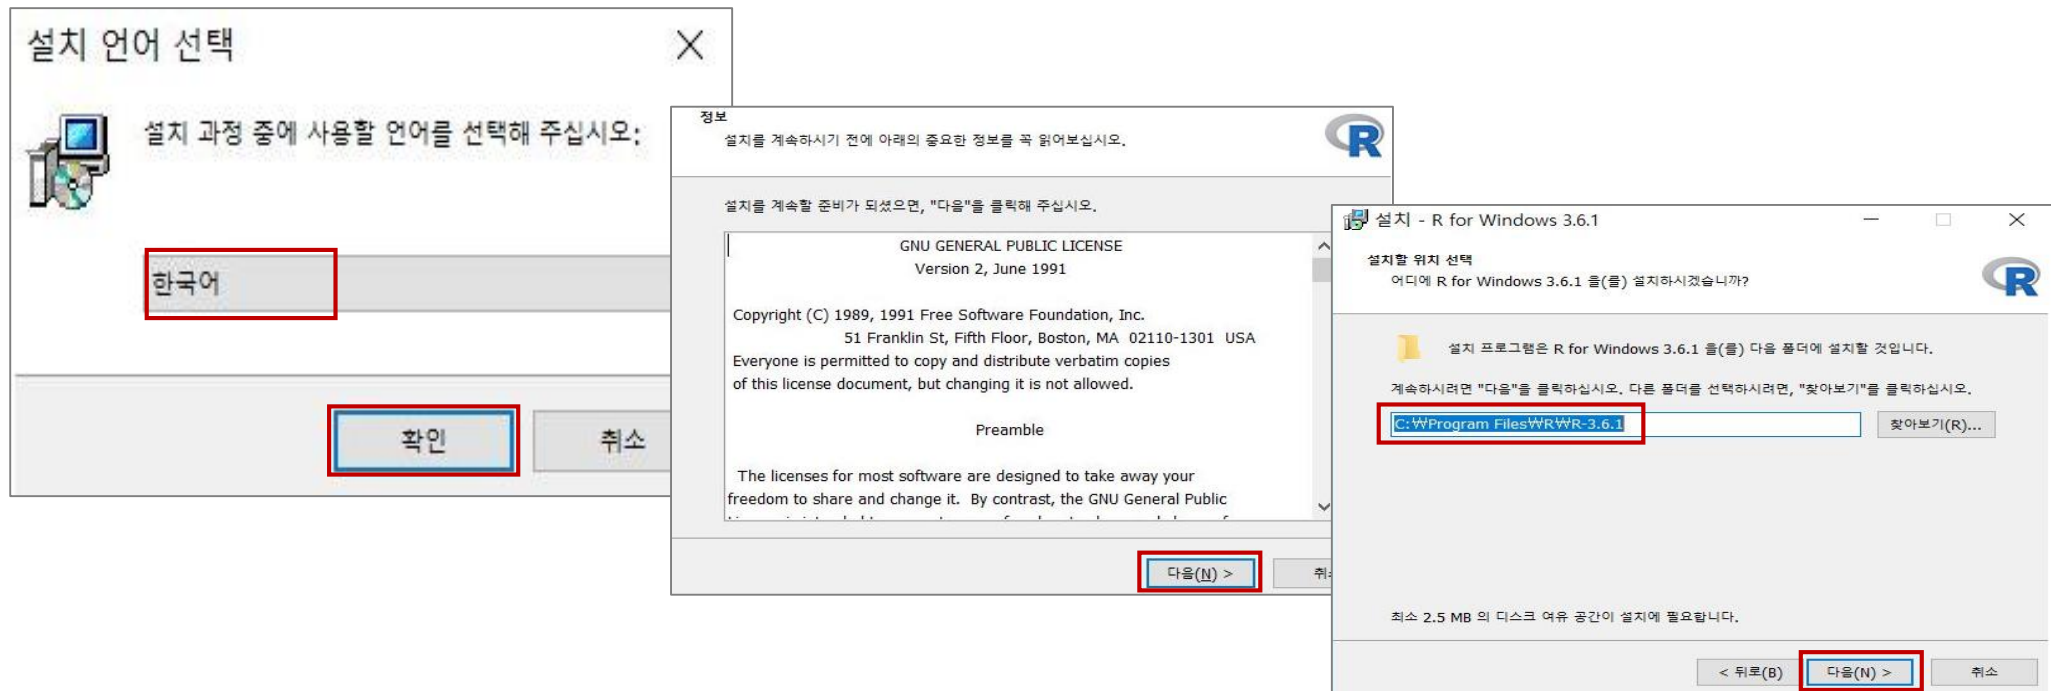 설치 언어 선택
설치 과정 중에 사용할 언어를 선택해 주십시오:
한국어
확인
취소
정보
설치를 계속하시기 전에 아래의 중요한 정보를 꼭 읽어보십시오.
R
설치를 계속할 준비가 되셨으면, "다음"을 클릭해 주십시오.
GNU GENERAL PUBLIC LICENSE
Version 2, June 1991
Copyright (C) 1989, 1991 Free Software Foundation, Inc.
51 Franklin St, Fifth Floor, Boston, MA 02110-1301 USA
Everyone is permitted to copy and distribute verbatim copies
of this license document, but changing it is not allowed.
Preamble
The licenses for most software are designed to take away your
freedom to share and change it. By contrast, the GNU General Public
다음(N) >
설치 - R for Windows 3.6.1
설치할 위치 선택
어디에 R for Windows 3.6.1 을(를) 설치하시겠습니까?
R
설치 프로그램은 R for Windows 3.6.1 을(를) 다음 폴더에 설치할 것입니다.
계속하시려면 "다음"을 클릭하십시오. 다른 폴더를 선택하시려면, "찾아보기"를 클릭하십시오.
C:₩Program Files₩R₩R-3.6.1
찾아보기(R)...
최소 2.5 MB 의 디스크 여유 공간이 설치에 필요합니다.
< 뒤로(B)
다음(N) >
취소